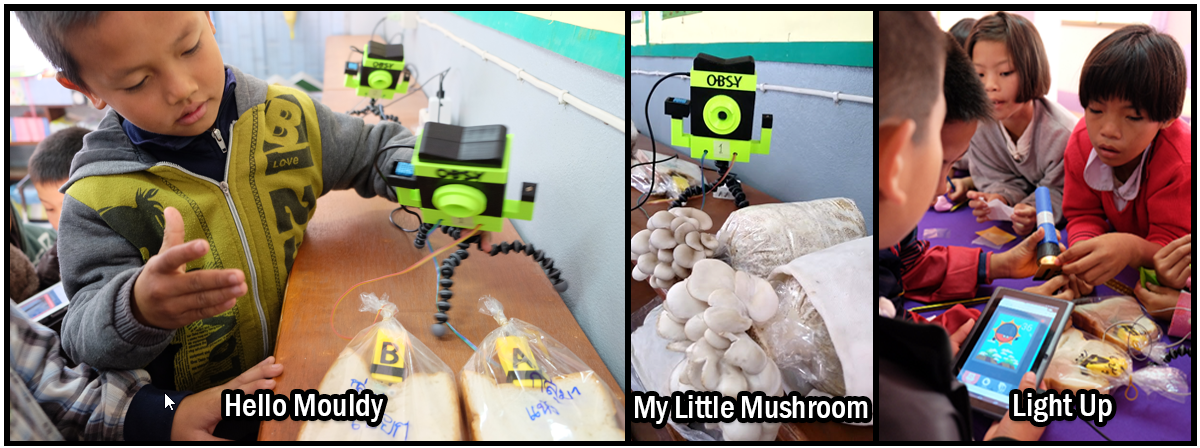 OBSY
LOVE
OBSY
B
A
Hello Mouldy
OBSY
1
My Little Mushroom
Light Up